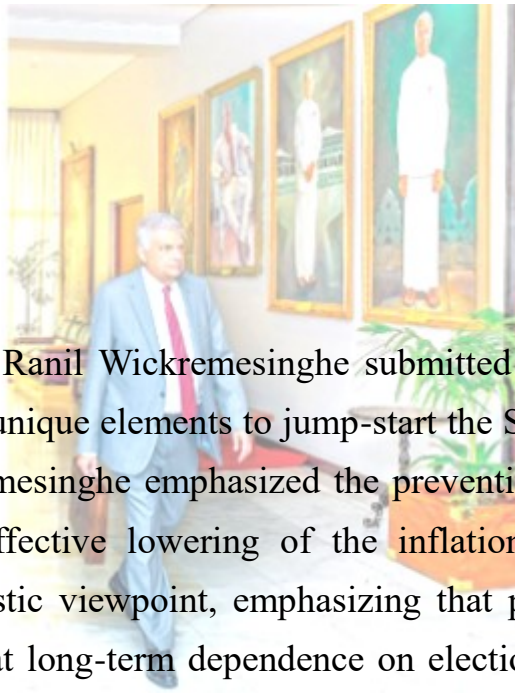 Ranil Wickremesinghe submitted
unique elements to jump-start the S
mesinghe emphasized the preventi
ffective lowering of the inflation
stic viewpoint, emphasizing that p
at long-term dependence on electio